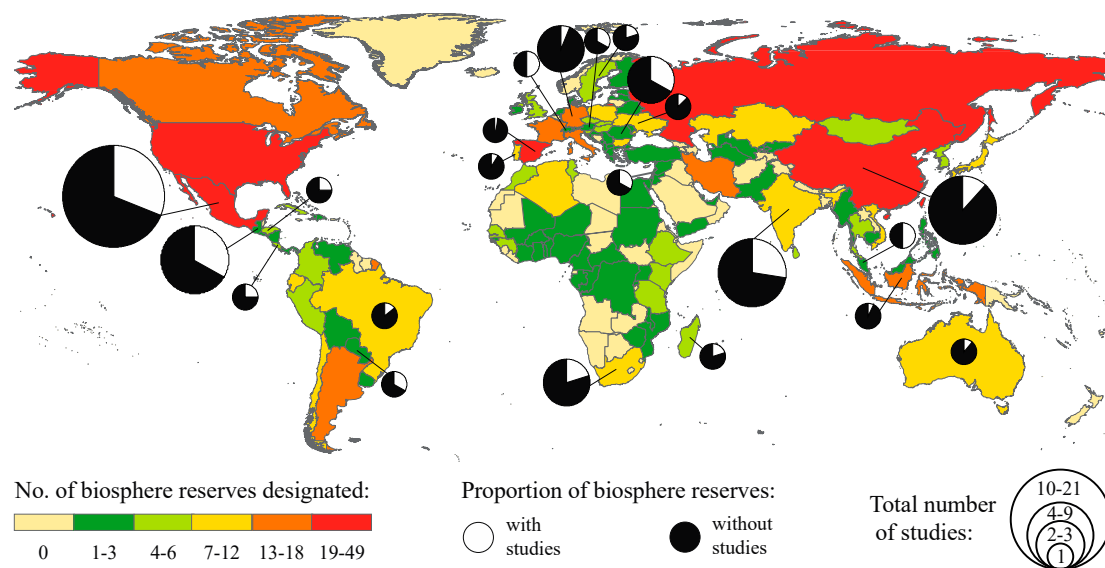 No. of biosphere reserves designated:
0 1-3 4-6 7-12 13-18 19-49
Proportion of biosphere reserves:
with
studies
without
studies
Total number
of studies:
10-21
4-9
2-3
1